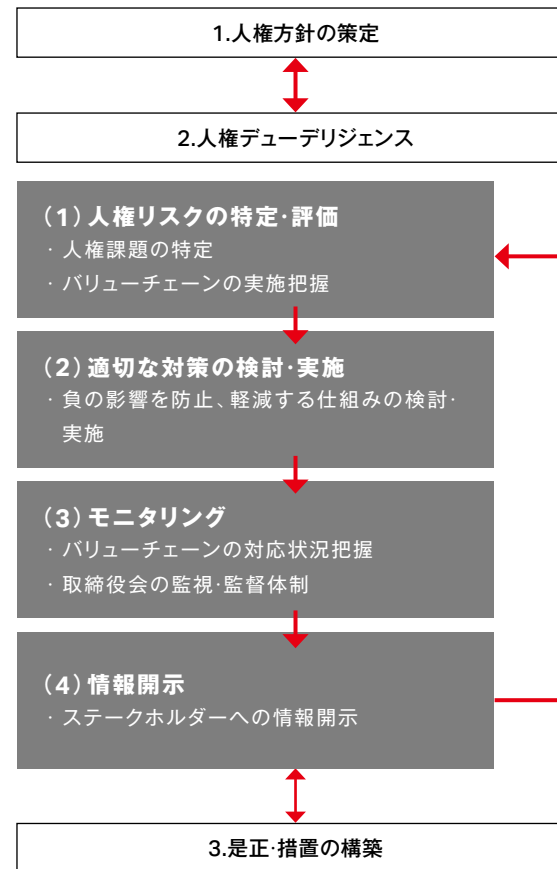 1.人権方針の策定
2.人権デューデリジェンス
（1）人権リスクの特定・評価
・人権課題の特定
・バリューチェーンの実施把握
（2）適切な対策の検討・実施
・負の影響を防止、軽減する仕組みの検討・
実施
（3）モニタリング
・バリューチェーンの対応状況把握
・取締役会の監視・監督体制
（4）情報開示
・ステークホルダーへの情報開示
3.是正・措置の構築